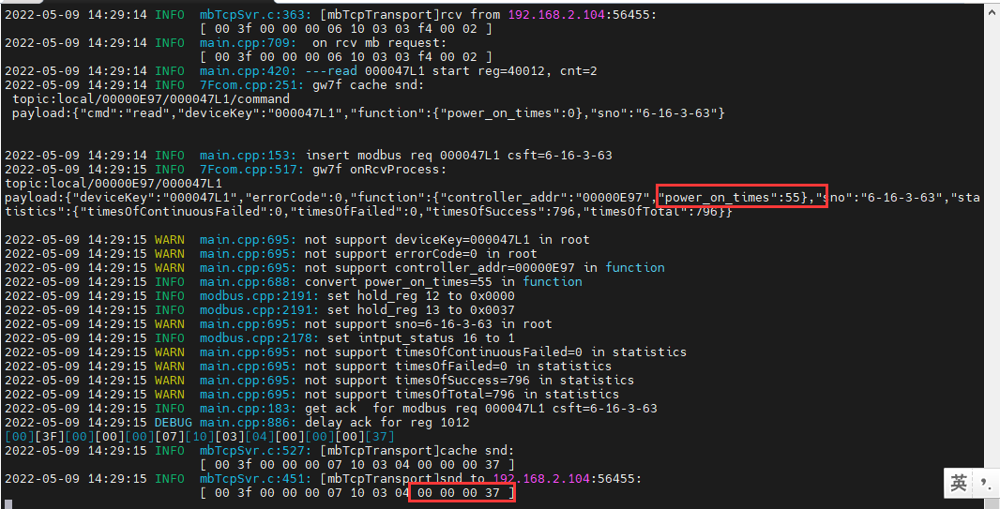 2022-05-09 14:29:14 INFO  mbTcpSvr.c:363: [mbTcpTransport]rcv from 192.168.2.104:56455:
[ 00 3f 00 00 00 06 10 03 03 f4 00 02 ]
2022-05-09 14:29:14 INFO  main.cpp:709:  on rcv mb request:
[ 00 3f 00 00 00 06 10 03 03 f4 00 02 ]
2022-05-09 14:29:14 INFO  main.cpp:420: ---read 000047L1 start reg=40012, cnt=2
2022-05-09 14:29:14 INFO  7Fcom.cpp:251: gw7f cache snd:
topic:local/00000E97/000047L1/command
payload:{"cmd":"read","deviceKey":"000047L1","function":{"power_on_times":0},"sno":"6-16-3-63"}
2022-05-09 14:29:14 INFO  main.cpp:153: insert modbus req 000047L1 csft=6-16-3-63
2022-05-09 14:29:15 INFO  7Fcom.cpp:517: gw7f onRcvProcess:
topic:local/00000E97/000047L1
payload:{"deviceKey":"000047L1","errorCode":0,"function":{"controller_addr":"00000E97","power_on_times":55},"sno":"6-16-3-63","sta
tistics":{"timesOfContinuousFailed":0,"timesOfFailed":0,"timesOfSuccess":796,"timesOfTotal":796}}
2022-05-09 14:29:15 WARN  main.cpp:695: not support deviceKey=000047L1 in root
2022-05-09 14:29:15 WARN  main.cpp:695: not support errorCode=0 in root
2022-05-09 14:29:15 WARN  main.cpp:695: not support controller_addr=00000E97 in function
2022-05-09 14:29:15 INFO  main.cpp:688: convert power_on_times=55 in function
2022-05-09 14:29:15 INFO  modbus.cpp:2191: set hold_reg 12 to 0x0000
2022-05-09 14:29:15 INFO  modbus.cpp:2191: set hold_reg 13 to 0x0037
2022-05-09 14:29:15 WARN  main.cpp:695: not support sno=6-16-3-63 in root
2022-05-09 14:29:15 INFO  modbus.cpp:2178: set intput_status 16 to 1
2022-05-09 14:29:15 WARN  main.cpp:695: not support timesOfContinuousFailed=0 in statistics
2022-05-09 14:29:15 WARN  main.cpp:695: not support timesOfFailed=0 in statistics
2022-05-09 14:29:15 WARN  main.cpp:695: not support timesOfSuccess=796 in statistics
2022-05-09 14:29:15 WARN  main.cpp:695: not support timesOfTotal=796 in statistics
2022-05-09 14:29:15 INFO  main.cpp:183: get ack  for modbus req 000047L1 csft=6-16-3-63
2022-05-09 14:29:15 DEBUG main.cpp:886: delay ack for reg 1012
[00][3F][00][00][00][07][10][03][04][00][00][00][37]
2022-05-09 14:29:15 INFO  mbTcpSvr.c:527: [mbTcpTransport]cache snd:
[ 00 3f 00 00 00 07 10 03 04 00 00 00 37 ]
2022-05-09 14:29:15 INFO  mbTcpSvr.c:451: [mbTcpTransport]snd to 192.168.2.104:56455:
[ 00 3f 00 00 00 07 10 03 04 00 00 00 37 ]
英 ❜.